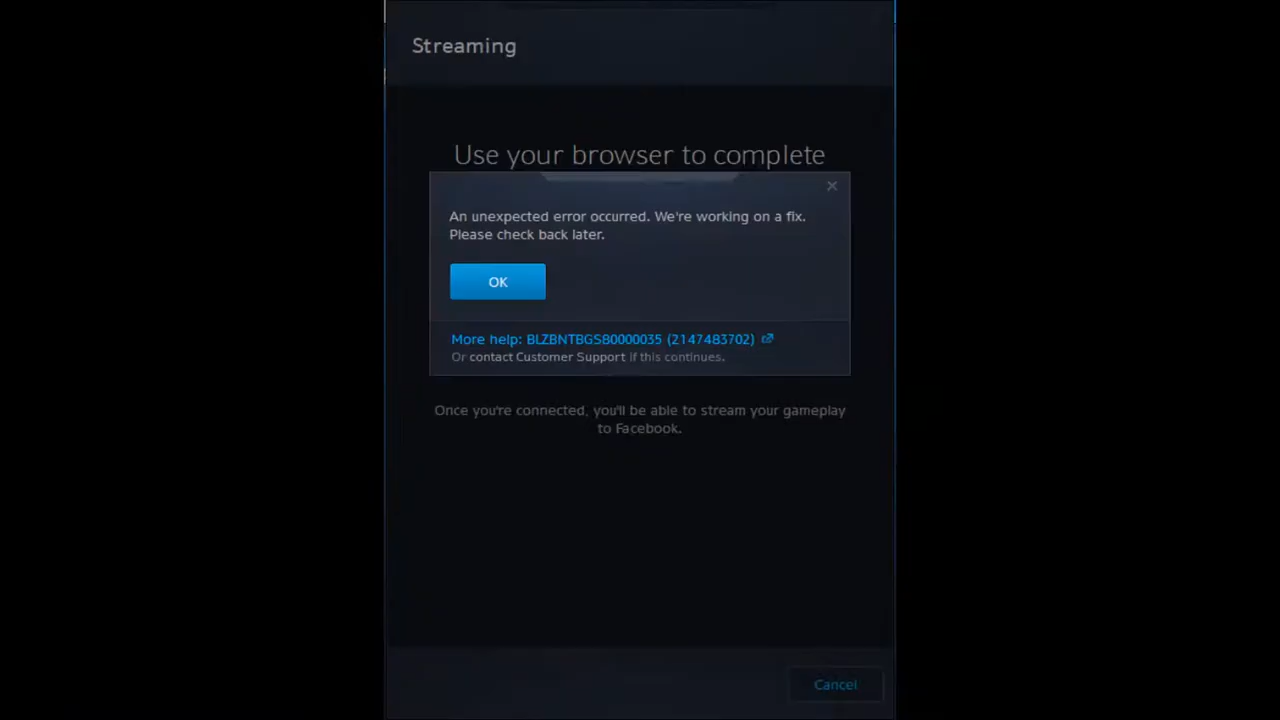 Streaming
Use your browser to complete
An unexpected error occurred. We're working on a fix.
Please check back later.
OK
More help: BLZBNTBGS80000035 (2147483702)
Or contact Customer Support if this continues.
Once you're connected, you'll be able to stream your gameplay
to Facebook.
Cancel